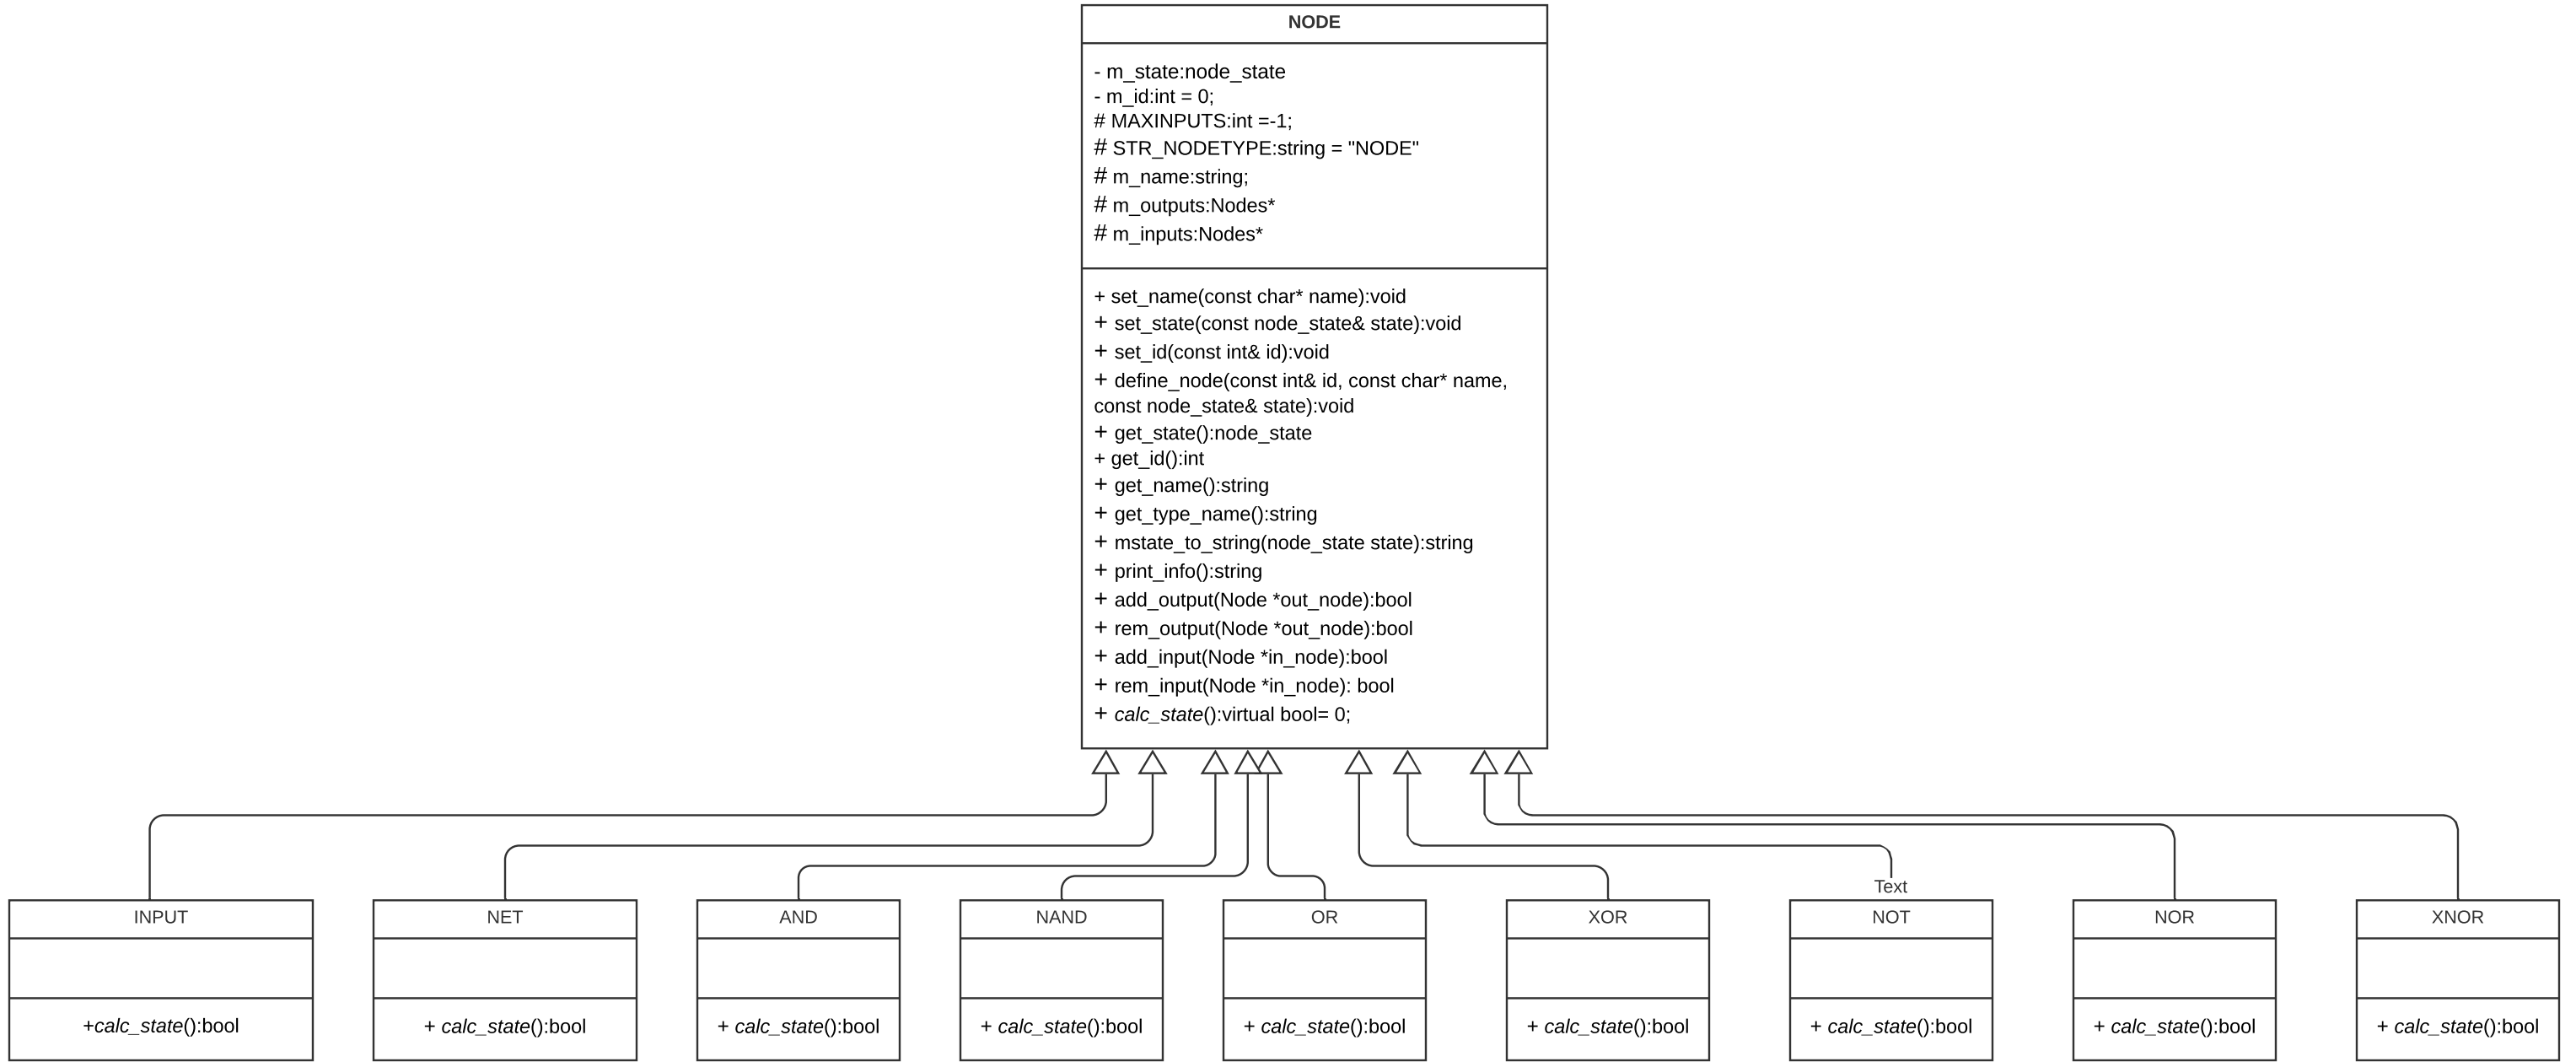 NODE
- m_state:node_state
- m_id:int = 0;
# MAXINPUTS:int =-1;
# STR_NODETYPE:string = "NODE"
# m_name:string;
# m_outputs:Nodes*
# m_inputs:Nodes*
+ set_name(const char* name):void
+ set_state(const node_state& state):void
+ set_id(const int& id):void
+ define_node(const int& id, const char* name,
const node_state& state):void
+ get_state():node_state
+ get_id():int
+ get_name():string
+ get_type_name():string
+ mstate_to_string(node_state state):string
+ print_info():string
+ add_output(Node *out_node):bool
+ rem_output(Node *out_node):bool
+ add_input(Node *in_node):bool
+ rem_input(Node *in_node): bool
+ calc_state():virtual bool= 0;
Text
INPUT
+calc_state():bool
NET
+ calc_state():bool
AND
+ calc_state():bool
NAND
+ calc_state():bool
OR
+ calc_state():bool
XOR
+ calc_state():bool
NOT
+ calc_state():bool
NOR
+ calc_state():bool
XNOR
+ calc_state():bool